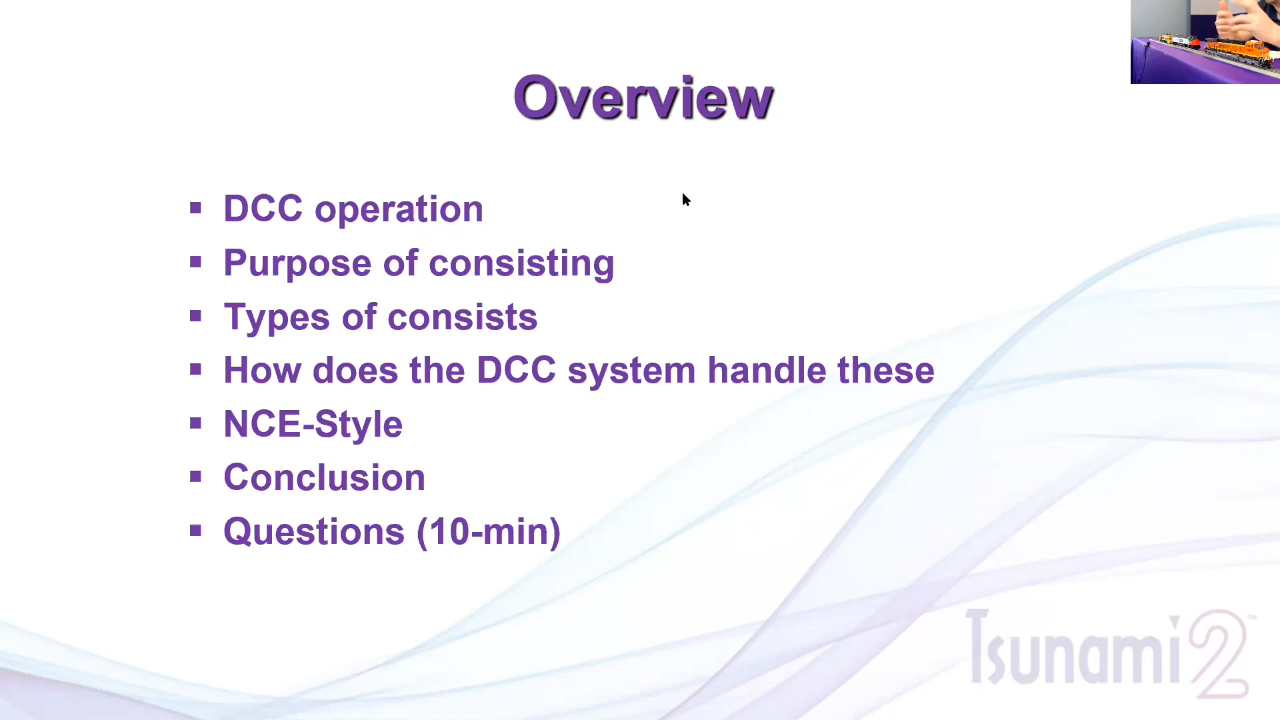 Overview
DCC operation
Purpose of consisting
Types of consists
How does the DCC system handle these
NCE-Style
Conclusion
Questions (10-min)
Tsunami2™